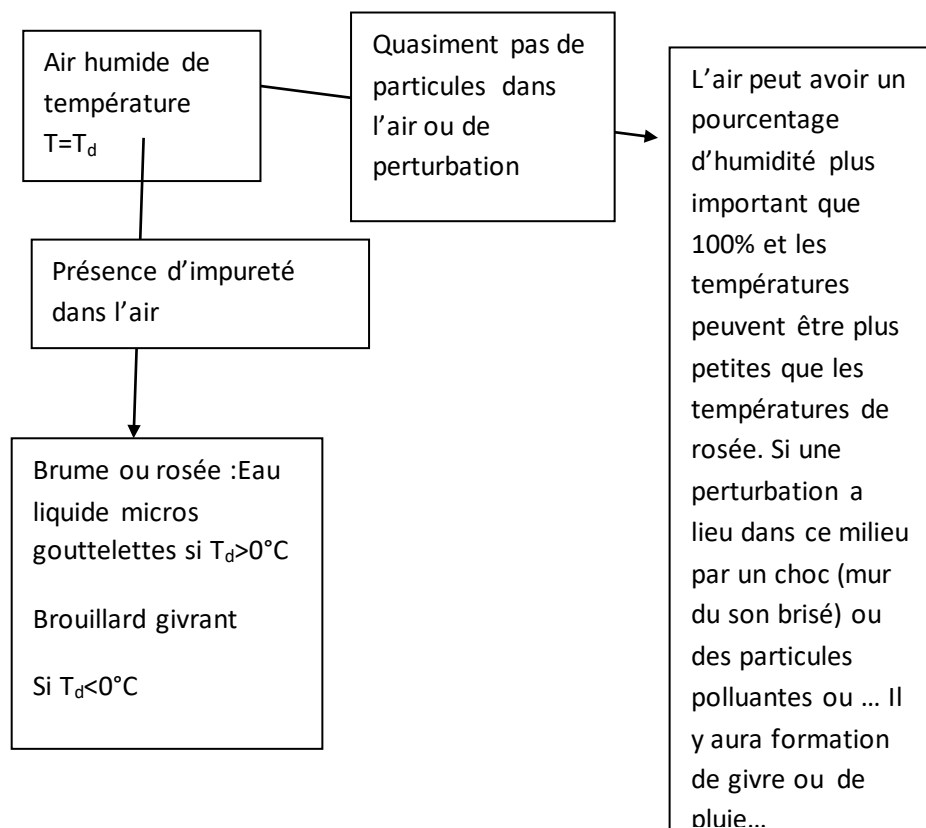 Air humide de
température
T=Td
Quasiment pas de
particules dans
l’air ou de
perturbation
L’air peut avoir un
pourcentage
d’humidité plus
important que
100% et les
températures
peuvent être plus
petites que les
températures de
rosée. Si une
perturbation a
lieu dans ce milieu
par un choc (mur
du son brisé) ou
des particules
polluantes ou … Il
y aura formation
de givre ou de
pluie…
Présence d’impureté
dans l’air
Brume ou rosée :Eau
liquide micros
gouttelettes si Td>0°C
Brouillard givrant
Si Td<0°C